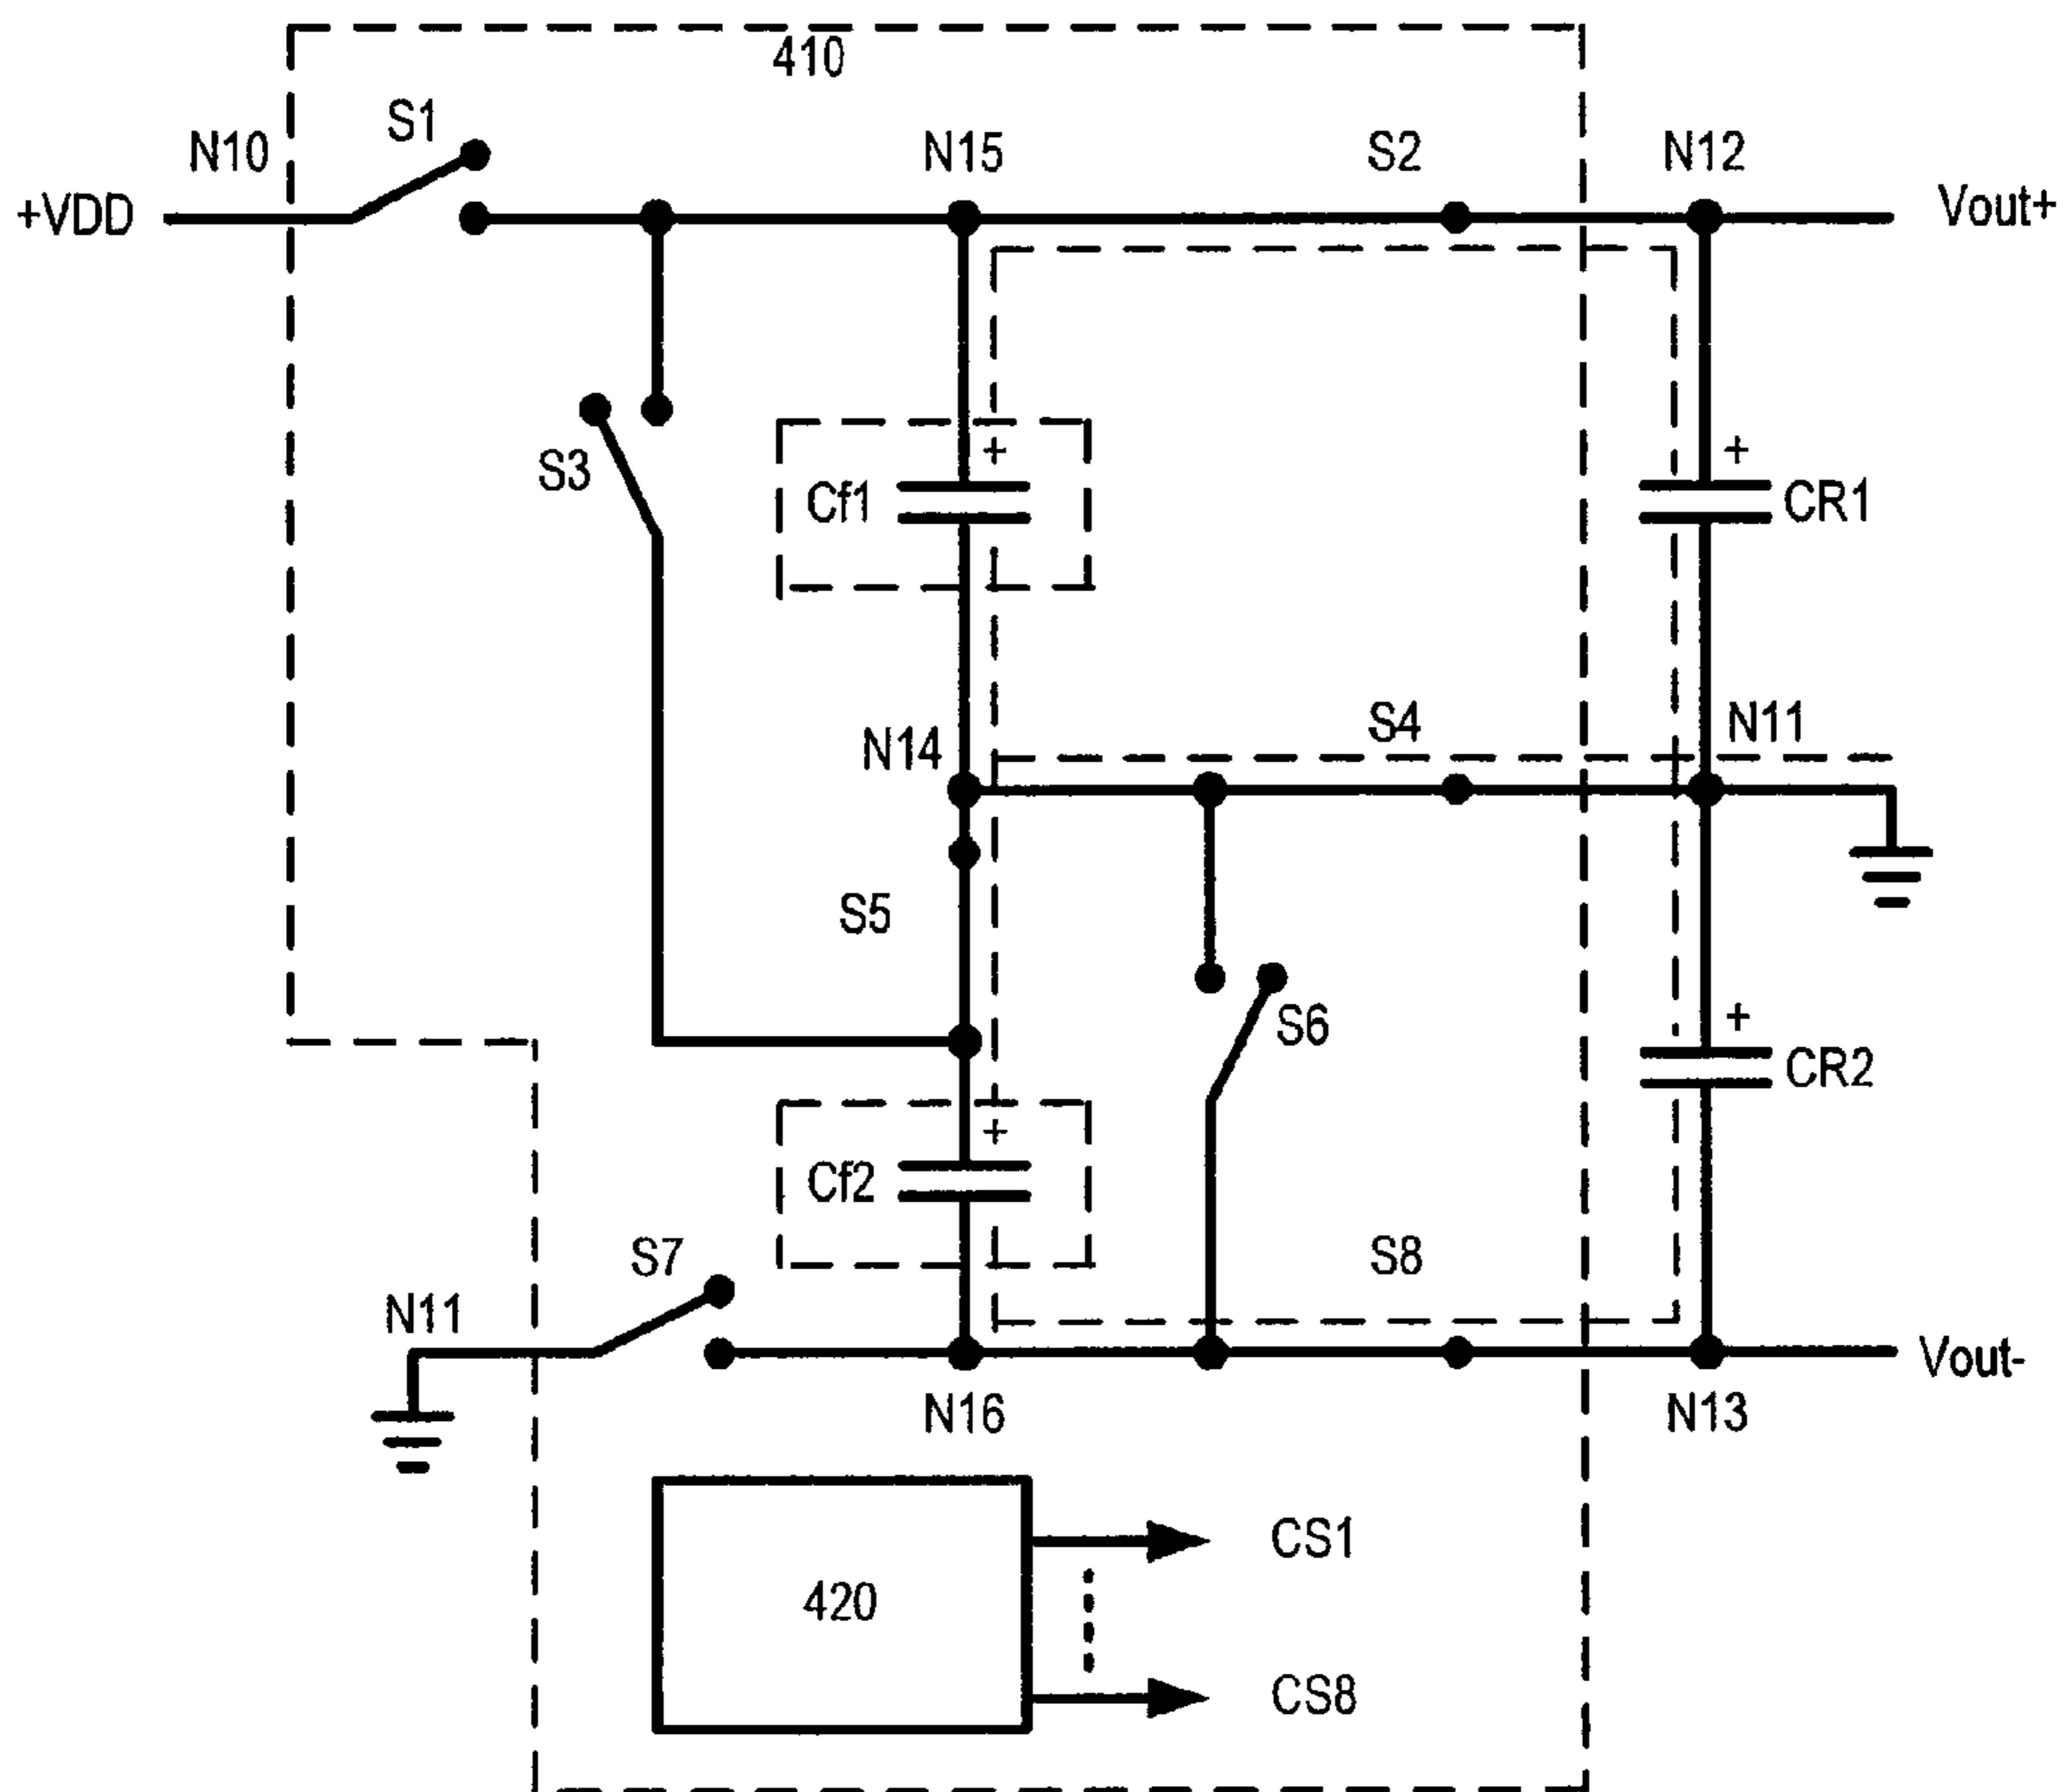 410
S1
N10
N15
S2
N12
+VDD
Vout+
S3
+
Cf1
+
CR1
N14
S4
N11
S5
S6
+
CR2
+
Cf2
S7
S8
N11
Vout-
N16
N13
420
CS1
CS8